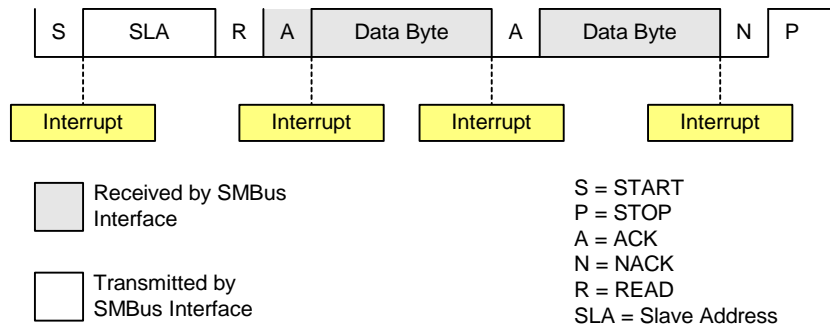 S SLA R A Data Byte A Data Byte N P
Interrupt Interrupt Interrupt Interrupt
Received by SMBus
Interface
Transmitted by
SMBus Interface
S = START
P = STOP
A = ACK
N = NACK
R = READ
SLA = Slave Address